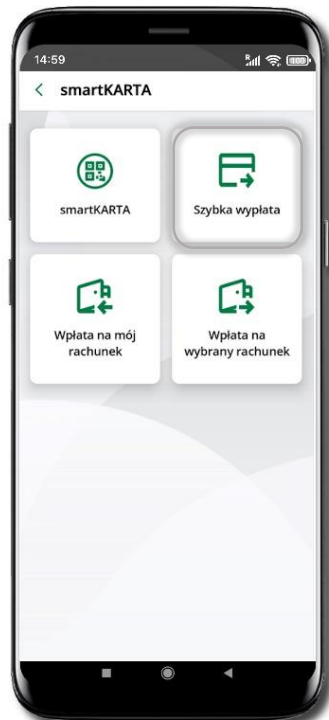 14:59
smartKARTA
smartKARTA
Szybka wypłata
Wpłata na mój
rachunek
Wpłata na
wybrany rachunek